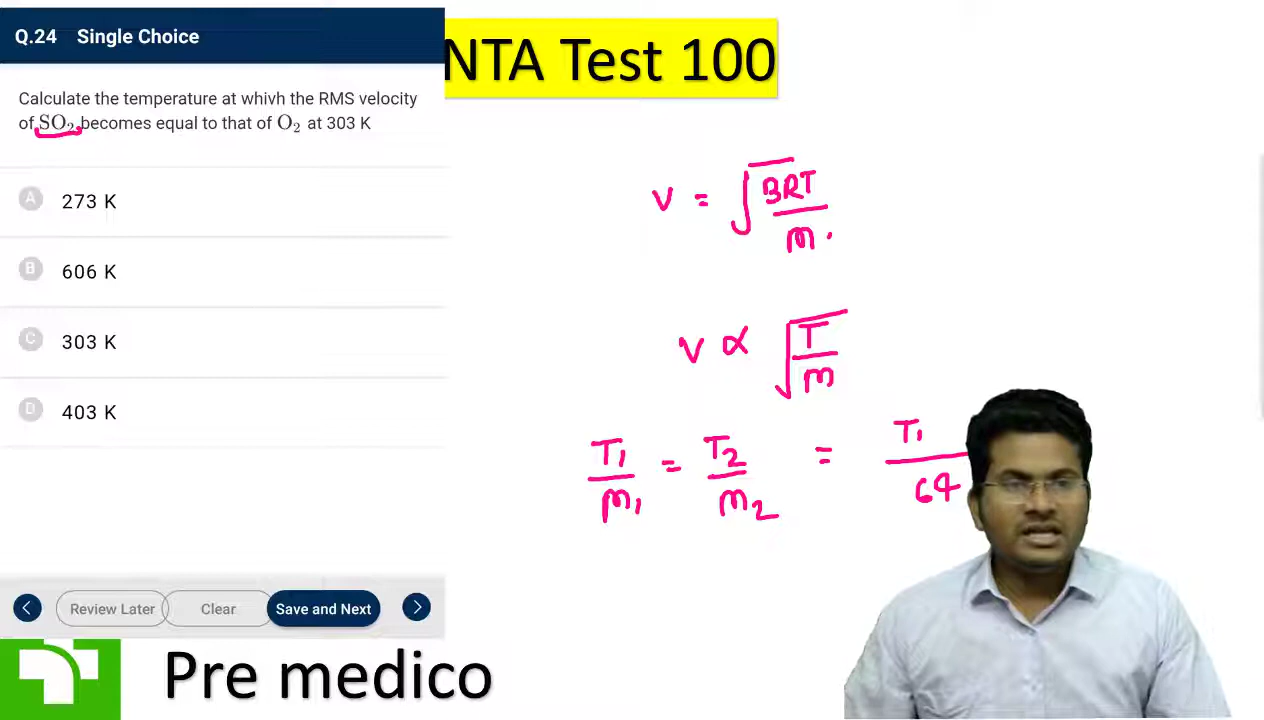 Q.24 Single Choice
NTA Test 100
Calculate the temperature at whivh the RMS velocity
of SO₂ becomes equal to that of O₂ at 303 K
A 273 K
B 606 K
C 303 K
D 403 K
V = √(3RT/m)
V ∝ √(T/m)
T₁/m₁ = T₂/m₂ = T₁/64
Review Later
Clear
Save and Next
Pre medico